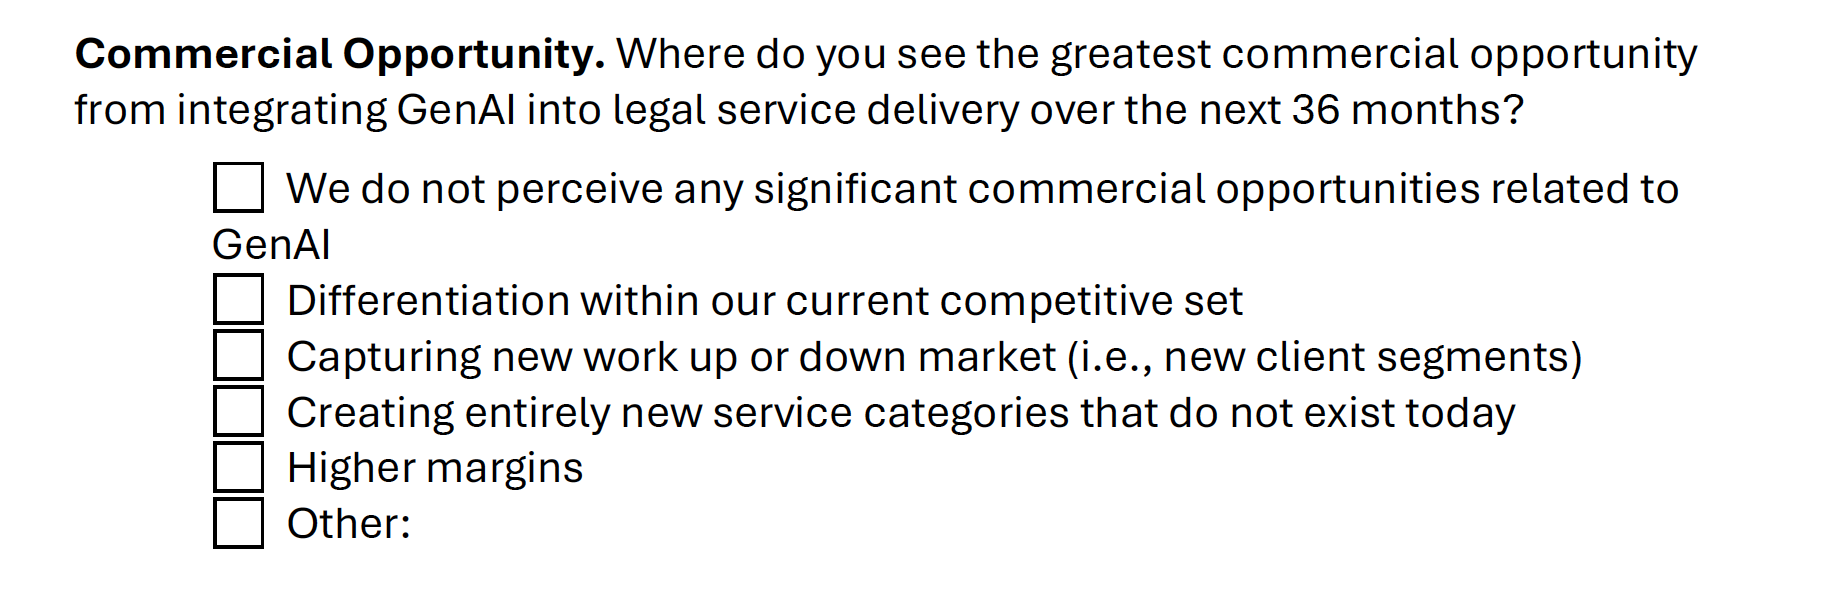 Commercial Opportunity. Where do you see the greatest commercial opportunity
from integrating GenAI into legal service delivery over the next 36 months?
We do not perceive any significant commercial opportunities related to
GenAI
Differentiation within our current competitive set
Capturing new work up or down market (i.e., new client segments)
Creating entirely new service categories that do not exist today
Higher margins
Other: